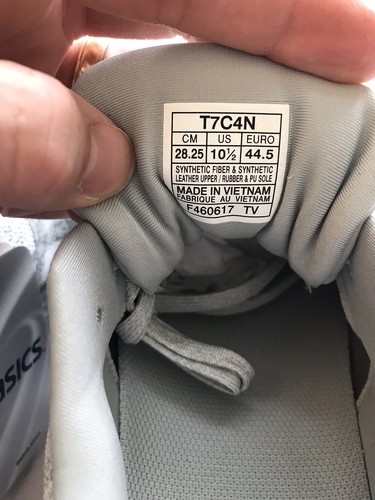 T7C4N
CM US EURO
28.25 10½ 44.5
SYNTHETIC FIBER & SYNTHETIC
LEATHER UPPER / RUBBER & PU SOLE
MADE IN VIETNAM
FABRIQUE AU VIETNAM
F460617 TV
asics